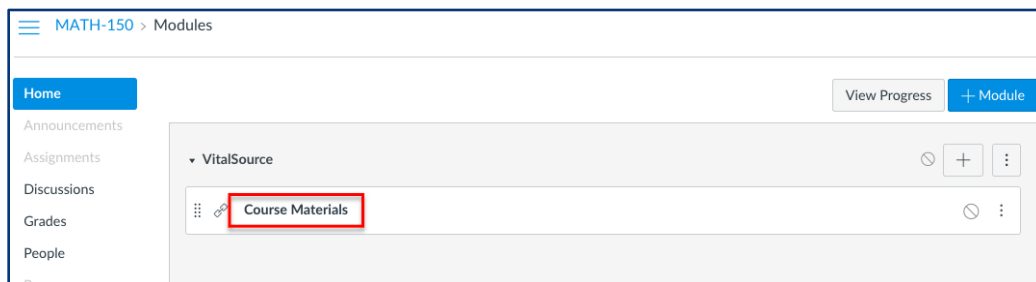 MATH-150 > Modules
Home
View Progress
+ Module
Announcements
Assignments
VitalSource
Discussions
Course Materials
Grades
People